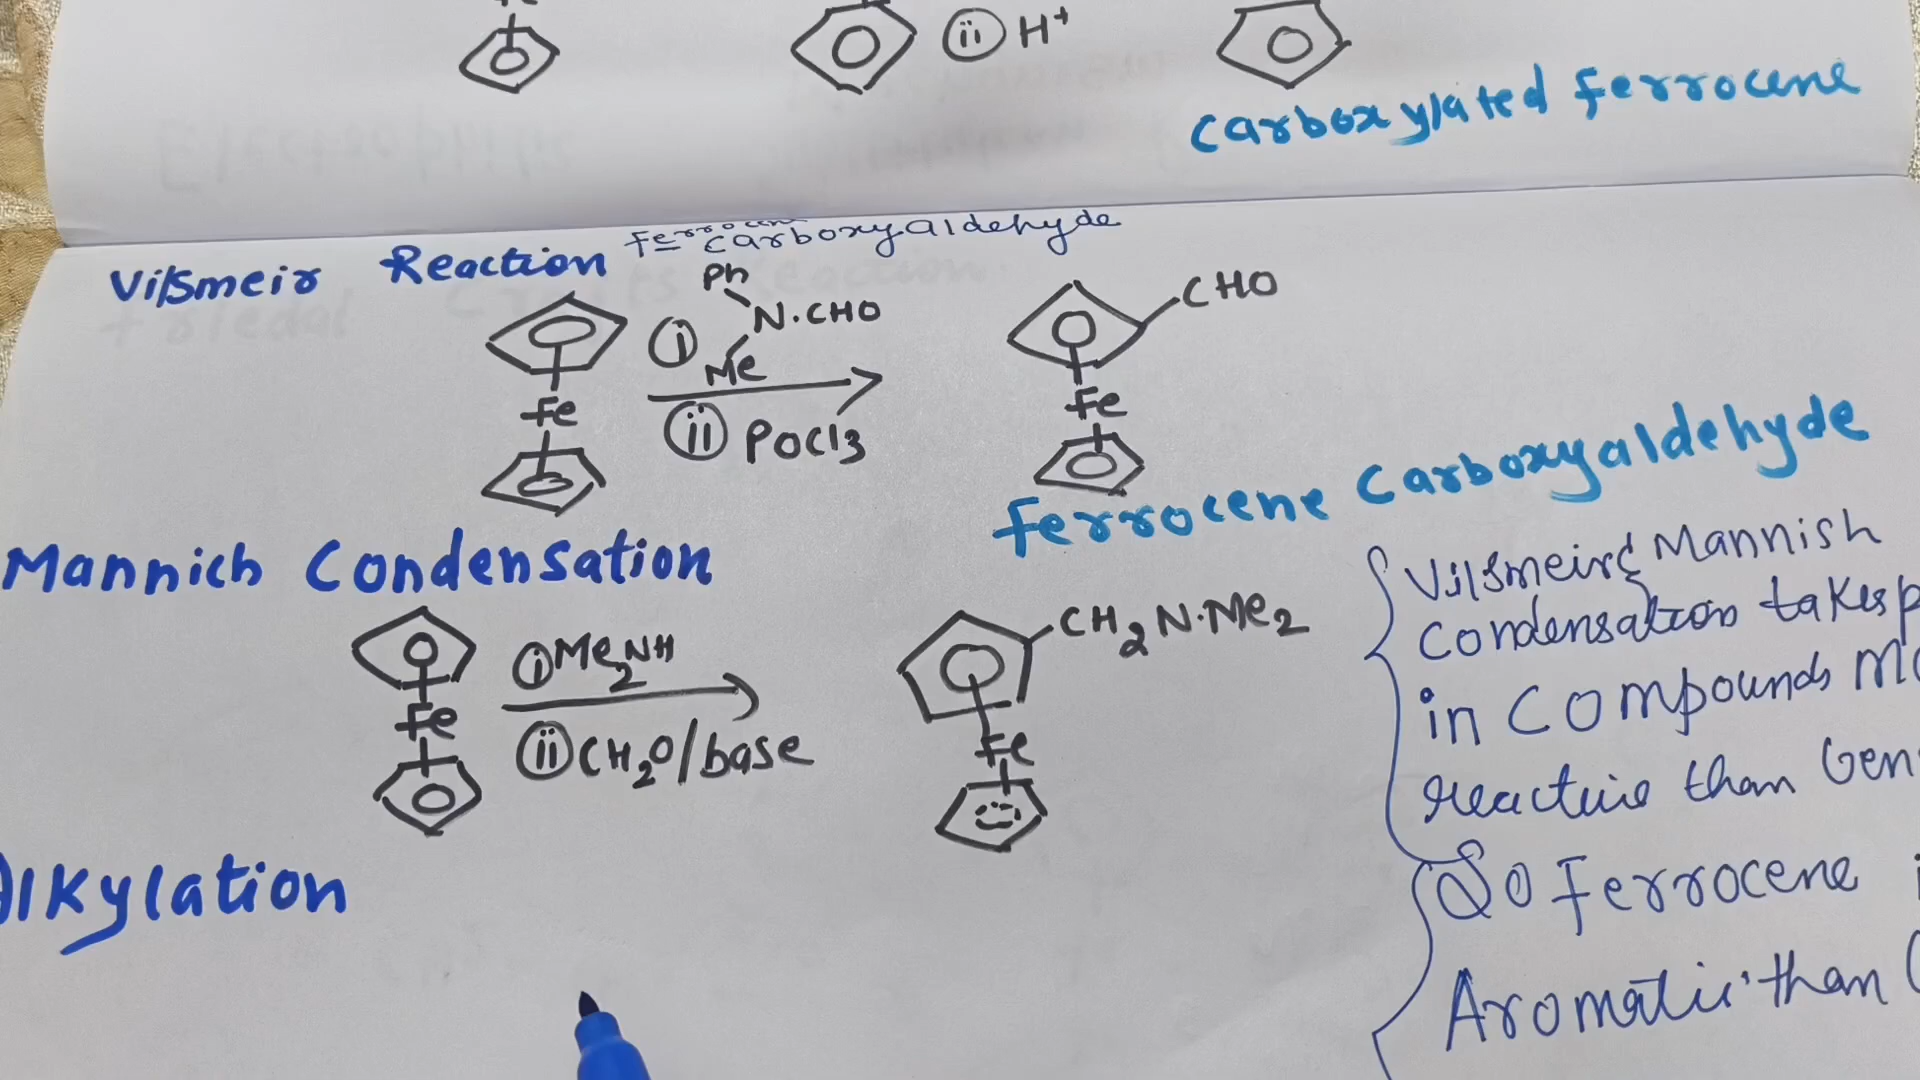 ii H+
Carboxylated ferrocene
Vilsmeir Reaction
Ferrocene carboxyaldehyde
Ph
N.CHO
i
Me
ii POCl3
Fe
CHO
Fe
Ferrocene Carboxyaldehyde
Mannich Condensation
i Me2NH
ii CH2O/base
Fe
CH2N.Me2
Fe
Vilsmeir & Mannish
Condensation takes
in Compounds
reactive than
So Ferrocene
Aromatic than
Alkylation